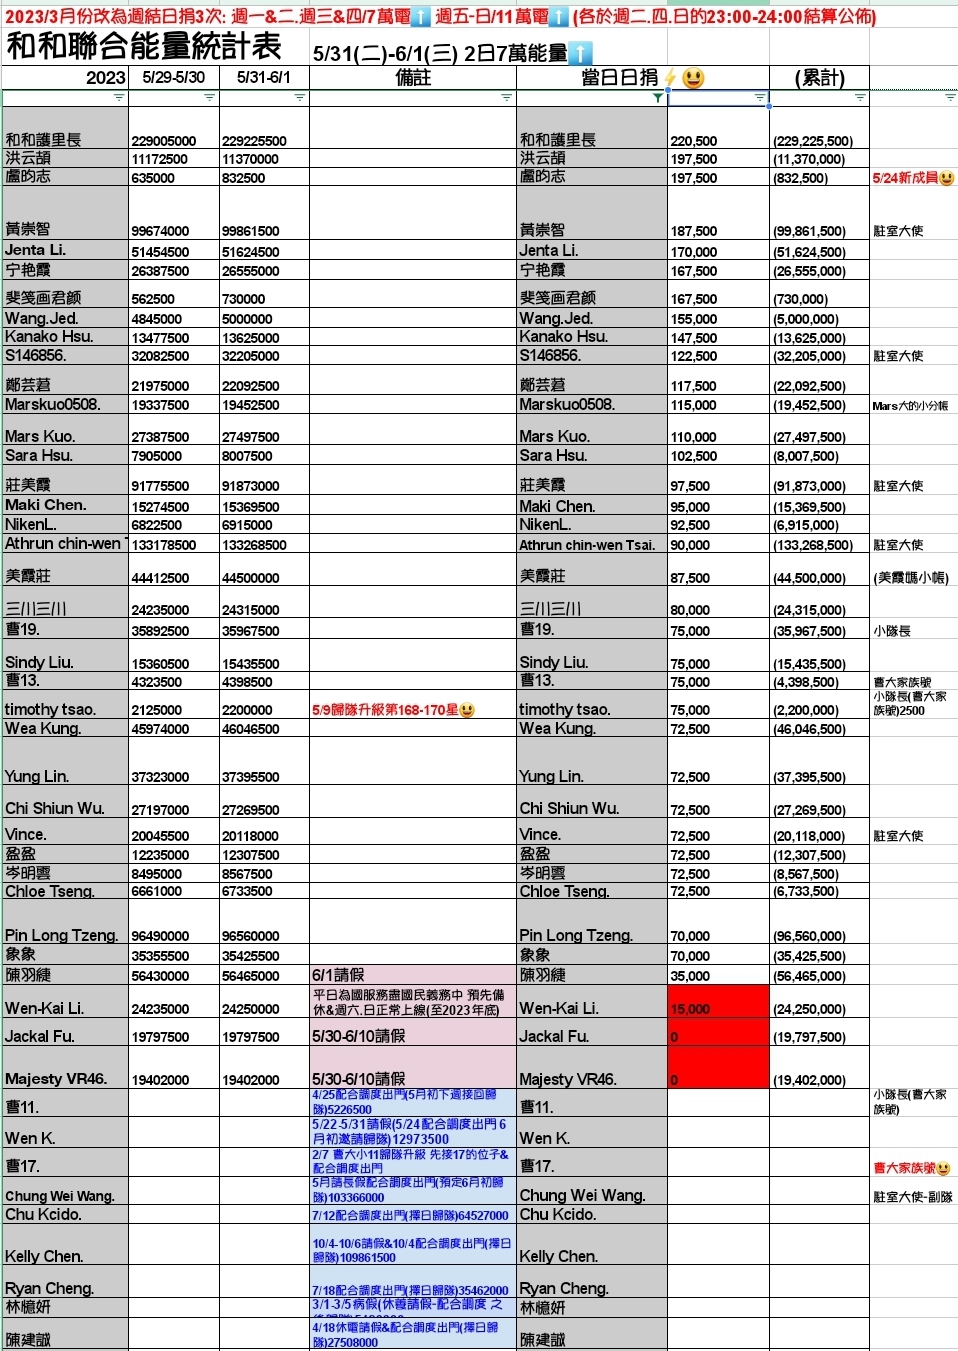 2023/3月份改為週結日捐3次: 週一&二.週三&四/7萬電⬆️ 週五-日/11萬電⬆️ (各於週二.四.日的23:00-24:00結算公佈)
和和聯合能量統計表 5/31(二)-6/1(三) 2日7萬能量⬆️
2023 5/29-5/30 5/31-6/1 備註 當日日捐⚡😃 (累計)
和和護里長 229005000 229225500 和和護里長 220,500 (229,225,500)
洪云頡 11172500 11370000 洪云頡 197,500 (11,370,000)
盧昀志 635000 832500 盧昀志 197,500 (832,500) 5/24新成員😃
黃崇智 99674000 99861500 黃崇智 187,500 (99,861,500) 駐室大使
Jenta Li. 51454500 51624500 Jenta Li. 170,000 (51,624,500)
宁艳霞 26387500 26555000 宁艳霞 167,500 (26,555,000)
斐笺画君颜 562500 730000 斐笺画君颜 167,500 (730,000)
Wang.Jed. 4845000 5000000 Wang.Jed. 155,000 (5,000,000)
Kanako Hsu. 13477500 13625000 Kanako Hsu. 147,500 (13,625,000)
S146856. 32082500 32205000 S146856. 122,500 (32,205,000) 駐室大使
鄭芸莙 21975000 22092500 鄭芸莙 117,500 (22,092,500)
Marskuo0508. 19337500 19452500 Marskuo0508. 115,000 (19,452,500) Mars大的小分帳
Mars Kuo. 27387500 27497500 Mars Kuo. 110,000 (27,497,500)
Sara Hsu. 7905000 8007500 Sara Hsu. 102,500 (8,007,500)
莊美霞 91775500 91873000 莊美霞 97,500 (91,873,000) 駐室大使
Maki Chen. 15274500 15369500 Maki Chen. 95,000 (15,369,500)
NikenL. 6822500 6915000 NikenL. 92,500 (6,915,000)
Athrun chin-wen T 133178500 133268500 Athrun chin-wen Tsai. 90,000 (133,268,500) 駐室大使
美霞莊 44412500 44500000 美霞莊 87,500 (44,500,000) (美霞媽小帳)
三川三川 24235000 24315000 三川三川 80,000 (24,315,000)
曹19. 35892500 35967500 曹19. 75,000 (35,967,500) 小隊長
Sindy Liu. 15360500 15435500 Sindy Liu. 75,000 (15,435,500)
曹13. 4323500 4398500 曹13. 75,000 (4,398,500) 曹大家族號
timothy tsao. 2125000 2200000 5/9歸隊升級第168-170星😃 timothy tsao. 75,000 (2,200,000) 小隊長(曹大家
族號)2500
Wea Kung. 45974000 46046500 Wea Kung. 72,500 (46,046,500)
Yung Lin. 37323000 37395500 Yung Lin. 72,500 (37,395,500)
Chi Shiun Wu. 27197000 27269500 Chi Shiun Wu. 72,500 (27,269,500)
Vince. 20045500 20118000 Vince. 72,500 (20,118,000) 駐室大使
盈盈 12235000 12307500 盈盈 72,500 (12,307,500)
岑明雲 8495000 8567500 岑明雲 72,500 (8,567,500)
Chloe Tseng. 6661000 6733500 Chloe Tseng. 72,500 (6,733,500)
Pin Long Tzeng. 96490000 96560000 Pin Long Tzeng. 70,000 (96,560,000)
象象 35355500 35425500 象象 70,000 (35,425,500)
陳羽緁 56430000 56465000 6/1請假 陳羽緁 35,000 (56,465,000)
Wen-Kai Li. 24235000 24250000 平日為國服務盡國民義務中 預先備
休&週六.日正常上線(至2023年底) Wen-Kai Li. 15,000 (24,250,000)
Jackal Fu. 19797500 19797500 5/30-6/10請假 Jackal Fu. 0 (19,797,500)
Majesty VR46. 19402000 19402000 5/30-6/10請假 Majesty VR46. 0 (19,402,000)
曹11. 4/25配合調度出門(5月初下週接回歸
隊)5226500 曹11. 小隊長(曹大家
族號)
Wen K. 5/22-5/31請假(5/24配合調度出門 6
月初邀請歸隊)12973500 Wen K.
曹17. 2/7 曹大小11歸隊升級 先接17的位子&
配合調度出門 曹17. 曹大家族號😃
Chung Wei Wang. 5月請長假配合調度出門(預定6月初歸
隊)103366000 Chung Wei Wang. 駐室大使-副隊
Chu Kcido. 7/12配合調度出門(擇日歸隊)64527000 Chu Kcido.
Kelly Chen. 10/4-10/6請假&10/4配合調度出門(擇日
歸隊)109861500 Kelly Chen.
Ryan Cheng. 7/18配合調度出門(擇日歸隊)35462000 Ryan Cheng.
林憶妍 3/1-3/5病假(休養請假-配合調度 之 林憶妍
陳建誠 4/18休電請假&配合調度出門(擇日歸
隊)27508000 陳建誠